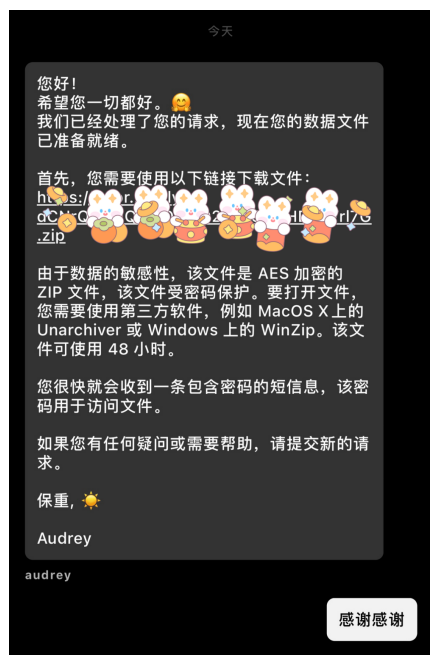 今天
您好！
希望您一切都好。🤗
我们已经处理了您的请求，现在您的数据文件
已准备就绪。
首先，您需要使用以下链接下载文件：
.zip
由于数据的敏感性，该文件是 AES 加密的
ZIP 文件，该文件受密码保护。要打开文件，
您需要使用第三方软件，例如 MacOS X上的
Unarchiver 或 Windows 上的 WinZip。该文
件可使用 48 小时。
您很快就会收到一条包含密码的短信息，该密
码用于访问文件。
如果您有任何疑问或需要帮助，请提交新的请
求。
保重，☀️
Audrey
audrey
感谢感谢